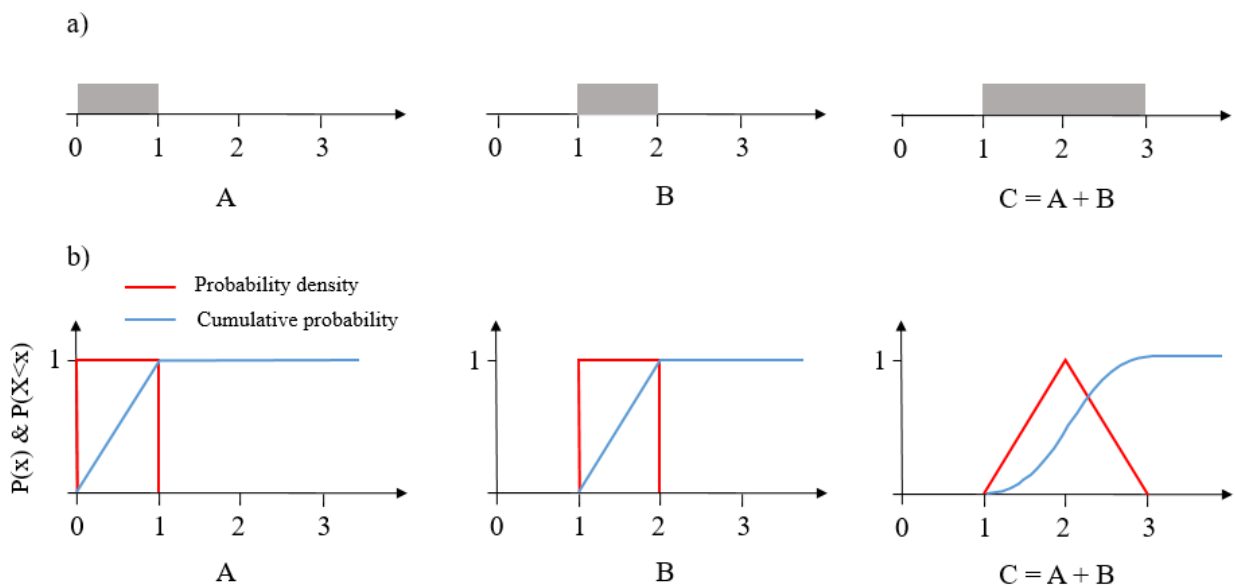 a)
0 1 2 3
0 1 2 3
0 1 2 3
A
B
C = A + B
b)
Probability density
Cumulative probability
P(x) & P(X<x)
1
1
1
0 1 2 3
0 1 2 3
0 1 2 3
A
B
C = A + B